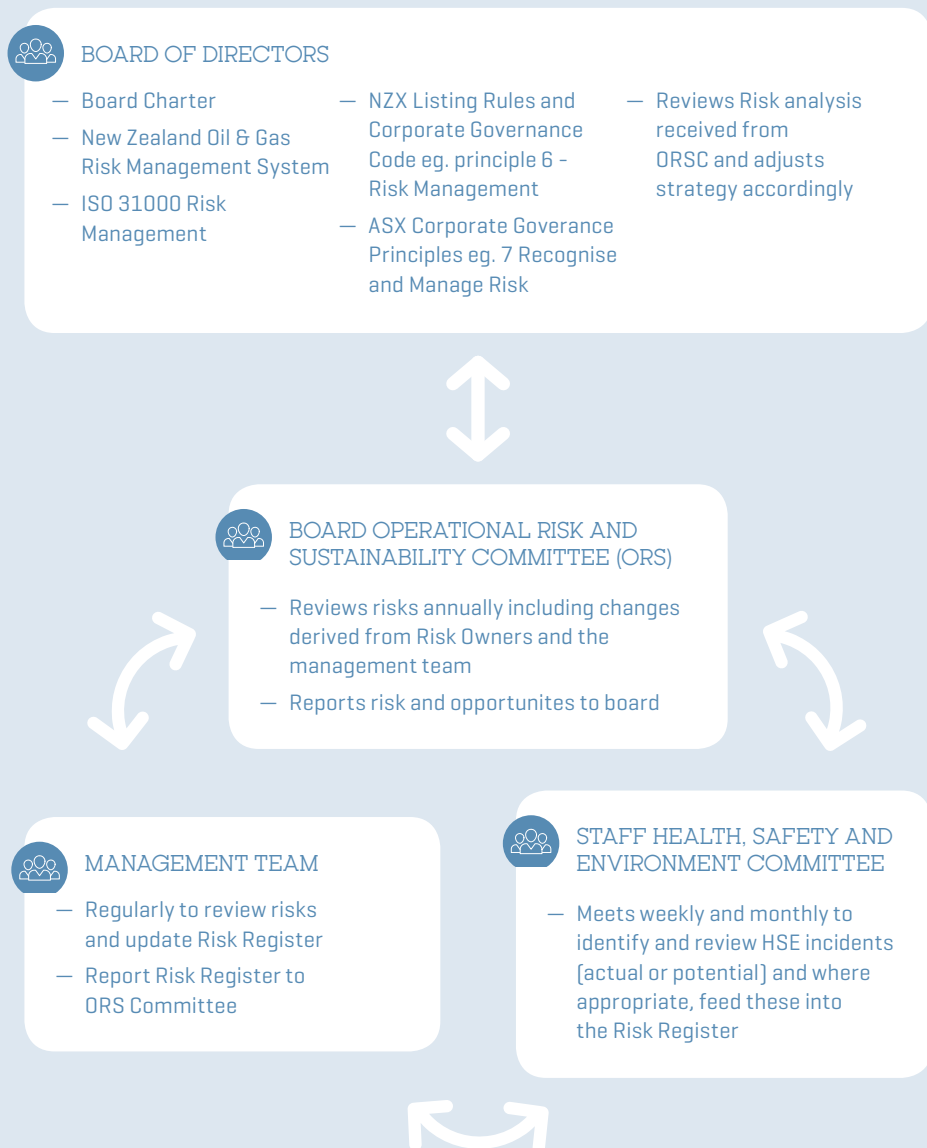 BOARD OF DIRECTORS
— Board Charter
— New Zealand Oil & Gas
Risk Management System
— ISO 31000 Risk
Management
— NZX Listing Rules and
Corporate Governance
Code eg. principle 6 -
Risk Management
— ASX Corporate Goverance
Principles eg. 7 Recognise
and Manage Risk
— Reviews Risk analysis
received from
ORSC and adjusts
strategy accordingly
BOARD OPERATIONAL RISK AND
SUSTAINABILITY COMMITTEE (ORS)
— Reviews risks annually including changes
derived from Risk Owners and the
management team
— Reports risk and opportunites to board
MANAGEMENT TEAM
— Regularly to review risks
and update Risk Register
— Report Risk Register to
ORS Committee
STAFF HEALTH, SAFETY AND
ENVIRONMENT COMMITTEE
— Meets weekly and monthly to
identify and review HSE incidents
(actual or potential) and where
appropriate, feed these into
the Risk Register